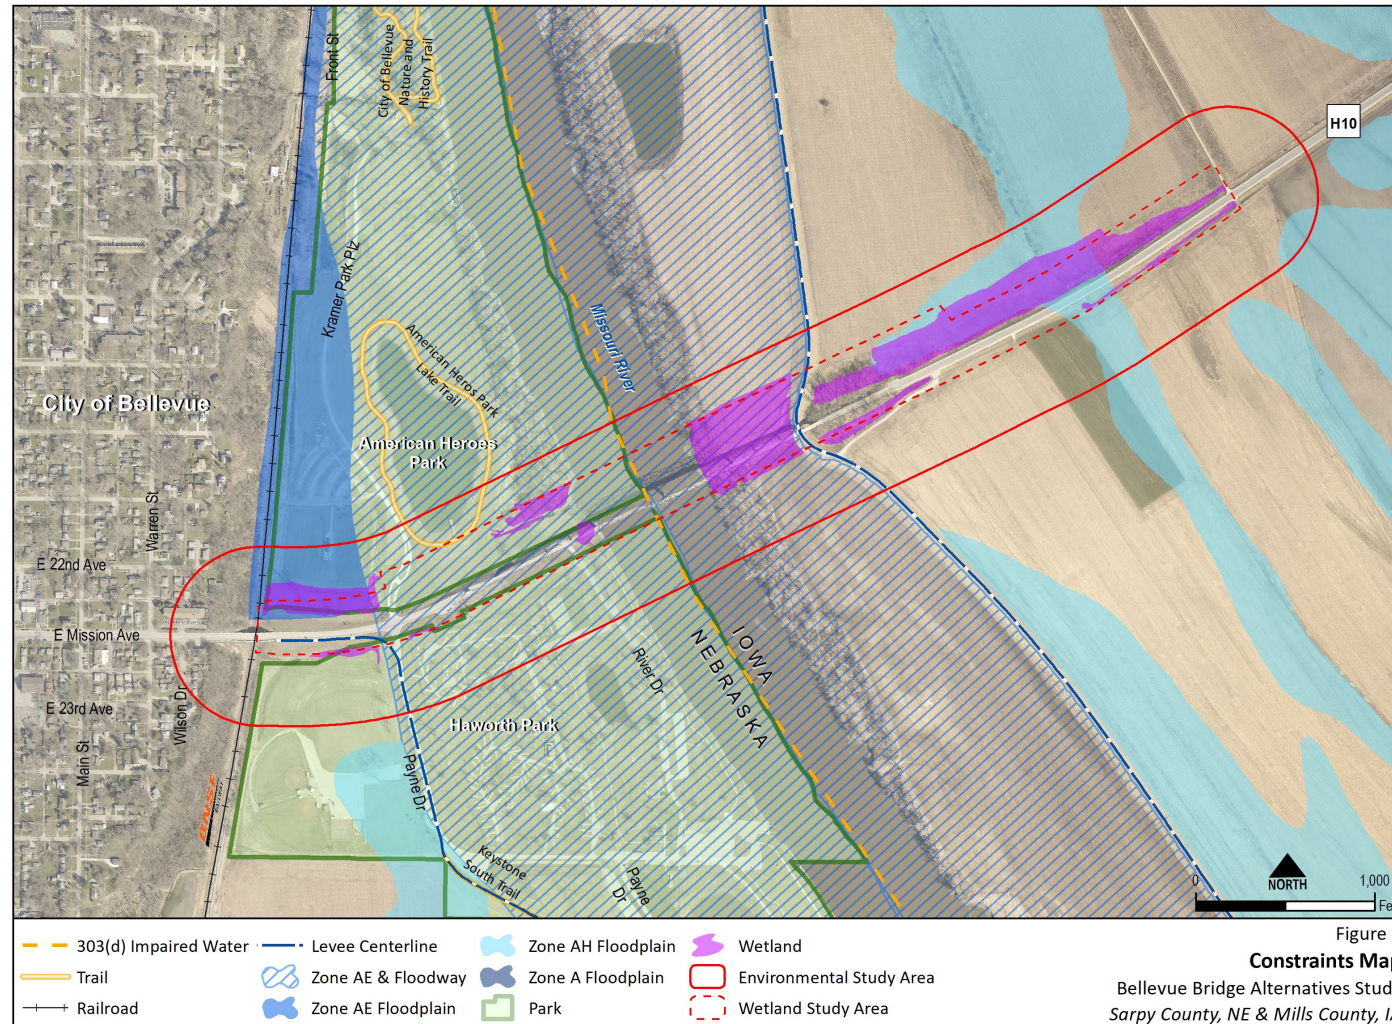 City of Bellevue
Nature and
History Trail
Front St
H10
Kramer Park Plz
Missouri River
American Heros Park
Lake Trail
City of Bellevue
American Heroes
Park
Warren St
E 22nd Ave
E Mission Ave
IOWA
NEBRASKA
River Dr
E 23rd Ave
Wilson Dr
Main St
Haworth Park
Payne Dr
BNSF
RAILWAY
Keystone
South Trail
Payne
Dr
NORTH
0 1,000
Fe
303(d) Impaired Water
Trail
Railroad
Levee Centerline
Zone AE & Floodway
Zone AE Floodplain
Zone AH Floodplain
Zone A Floodplain
Park
Wetland
Environmental Study Area
Wetland Study Area
Figure
Constraints Map
Bellevue Bridge Alternatives Stud
Sarpy County, NE & Mills County, I